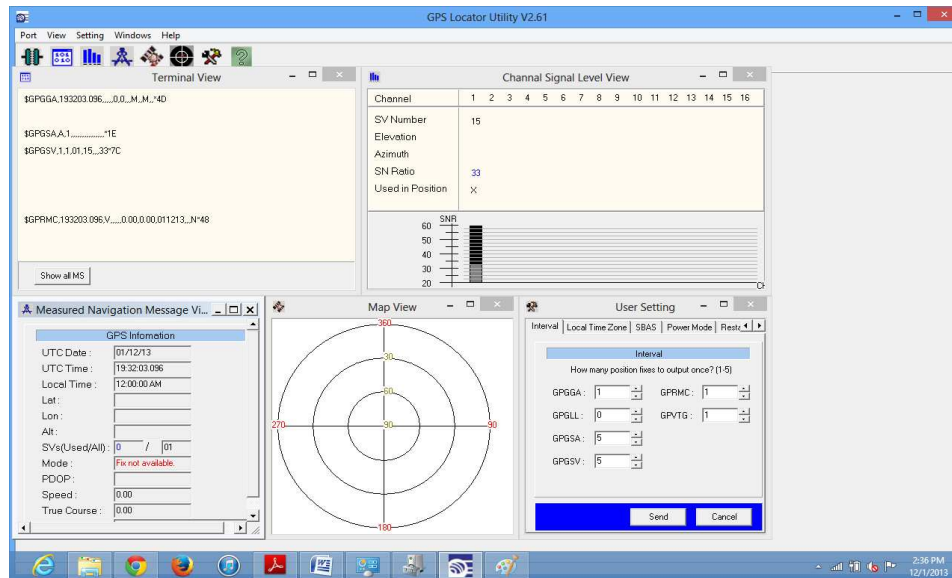 GPS Locator Utility V2.61
Port View Setting Windows Help
Terminal View
$GPGGA,193203.096,,,,,0,0,,,M,,M,,,*4D
$GPGSA,A,1,,,,,,,,,,,,,,,*1E
$GPGSV,1,1,01,15,,,33*7C
$GPRMC,193203.096,V,,,,,0.00,0.00,011213,,,N*48
Show all MS
Channal Signal Level View
Channel 1 2 3 4 5 6 7 8 9 10 11 12 13 14 15 16
SV Number 15
Elevation
Azimuth
SN Ratio 33
Used in Position X
SNR
60
50
40
30
20
Measured Navigation Message Vi...
GPS Infomation
UTC Date : 01/12/13
UTC Time : 19:32:03.096
Local Time : 12:00:00 AM
Lat :
Lon :
Alt :
SVs(Used/All) : 0 / 01
Mode : Fix not available.
PDOP :
Speed : 0.00
True Course : 0.00
Map View
360
30
60
270 90 90
180
User Setting
Interval Local Time Zone SBAS Power Mode
Interval
How many position fixes to output once? (1-5)
GPGGA : 1 GPRMC : 1
GPGLL : 0 GPVTG : 1
GPGSA : 5
GPGSV : 5
Send Cancel
2:36 PM
12/1/2013